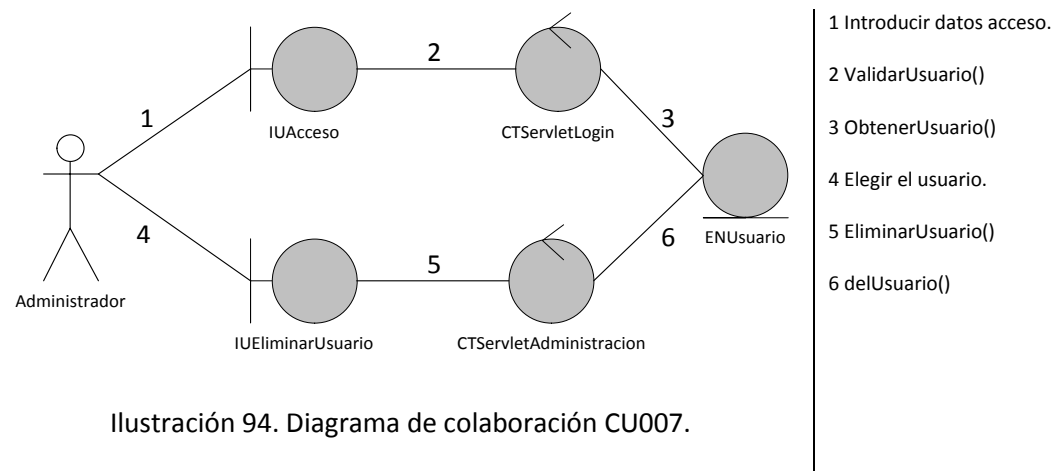 2
1
IUAcceso
CTServletLogin
3
4
6
ENUsuario
Administrador
5
IUEliminarUsuario
CTServletAdministracion
Ilustración 94. Diagrama de colaboración CU007.
1 Introducir datos acceso.
2 ValidarUsuario()
3 ObtenerUsuario()
4 Elegir el usuario.
5 EliminarUsuario()
6 delUsuario()